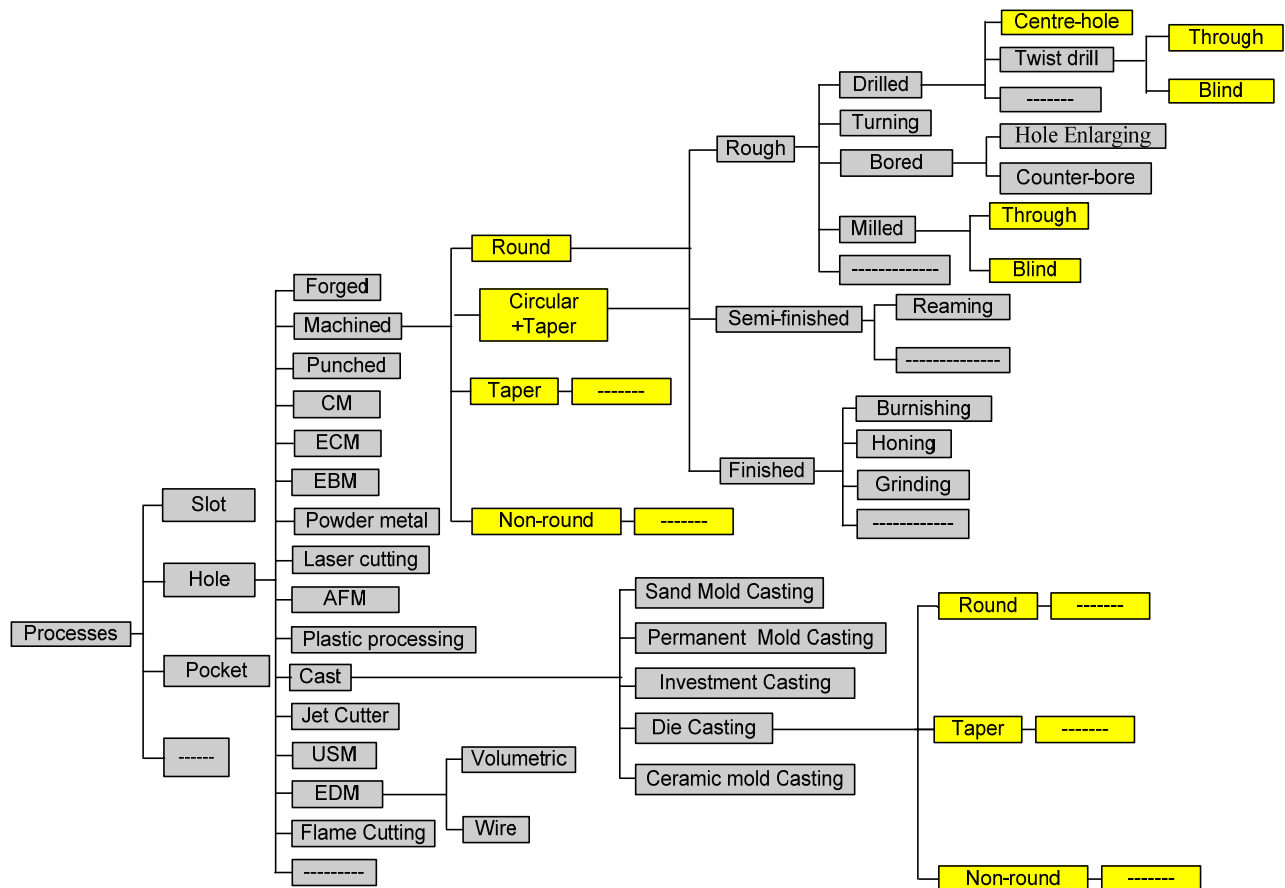 Processes
Slot
Hole
Pocket
------
Forged
Machined
Punched
CM
ECM
EBM
Powder metal
Laser cutting
AFM
Plastic processing
Cast
Jet Cutter
USM
EDM
Flame Cutting
---------
Volumetric
Wire
Round
Circular
+Taper
Taper
-------
Non-round
-------
Rough
Semi-finished
Finished
Drilled
Turning
Bored
Milled
-------------
Centre-hole
Twist drill
-------
Through
Blind
Hole Enlarging
Counter-bore
Through
Blind
Reaming
--------------
Burnishing
Honing
Grinding
------------
Sand Mold Casting
Permanent Mold Casting
Investment Casting
Die Casting
Ceramic mold Casting
Round
-------
Taper
-------
Non-round
-------